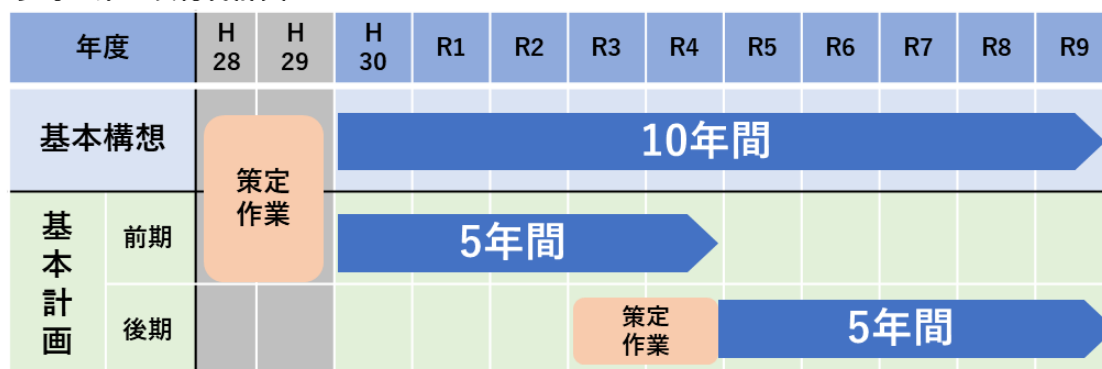 年度 H 28 H 29 H 30 R1 R2 R3 R4 R5 R6 R7 R8 R9
基本構想 10年間
策定
作業
基本計画
前期 5年間
後期 策定
作業
5年間